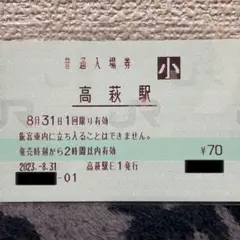 普通入場券
小
高萩駅
8月31日1回限り有効
旅客車内に立ち入ることはできません。
発売時刻から2時間以内有効
¥70
2023.-8.31 高萩駅E1発行
-01